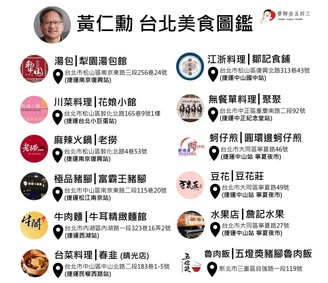 黃仁勳 台北美食圖鑑
湯包|犁園湯包館
台北市松山區南京東路三段256巷24號
(捷運南京復興站)
川菜料理|花娘小館
台北市松山區敦化北路165巷9號1樓
(捷運台北小巨蛋站)
麻辣火鍋|老撈
台北市松山區敦化北路4巷53號
(捷運南京復興站)
極品豬腳|富霸王豬腳
台北市中山區南京東路二段115巷20號
(捷運松江南京站)
牛肉麵|牛耳精緻麵館
台北市內湖區內湖路一段323巷16弄2號
(捷運西湖站)
台菜料理|春韭 (晴光店)
台北市中山區中山北路二段183巷1-5號
(捷運民權西路站)
江浙料理|鄒記食舖
台北市松山區復興北路313巷43號
(捷運中山國中站)
無餐單料理|聚聚
台北市中正區重慶南路二段92號
(捷運中正紀念堂站)
蚵仔煎|圓環邊蚵仔煎
台北市大同區寧夏路46號
(捷運中山站 寧夏夜市)
豆花|豆花莊
台北市大同區寧夏路49號
(捷運中山站 寧夏夜市)
水果店|詹記水果
台北市大同區寧夏路27號
(捷運中山站 寧夏夜市)
魯肉飯|五燈獎豬腳魯肉飯
新北市三重區自強路一段119號